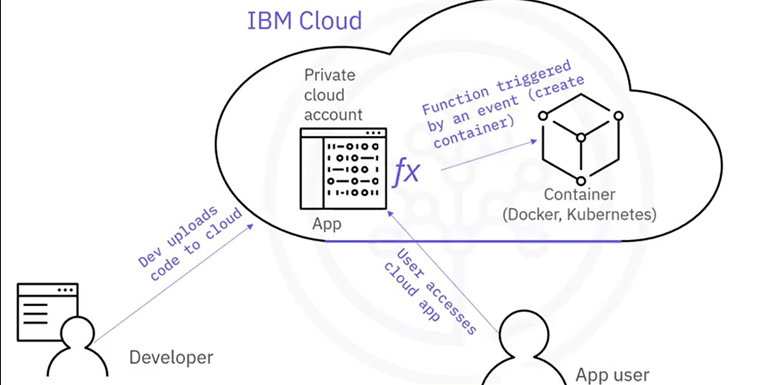 IBM Cloud
Private
cloud
account
Function triggered
by an event (create
container)
fx
App
Container
(Docker, Kubernetes)
Dev uploads
code to cloud
User accesses
cloud app
Developer
App user